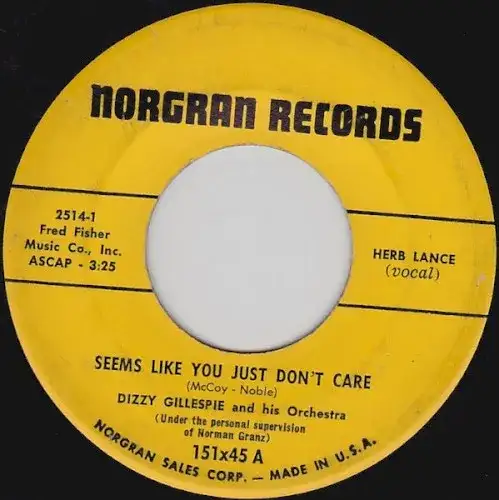 NORGRAN RECORDS
2514-1
Fred Fisher
Music Co., Inc.
ASCAP - 3:25
HERB LANCE
(vocal)
SEEMS LIKE YOU JUST DON'T CARE
(McCoy - Noble)
DIZZY GILLESPIE and his Orchestra
(Under the personal supervision
of Norman Granz)
151x45 A
NORGRAN SALES CORP. — MADE IN U.S.A.